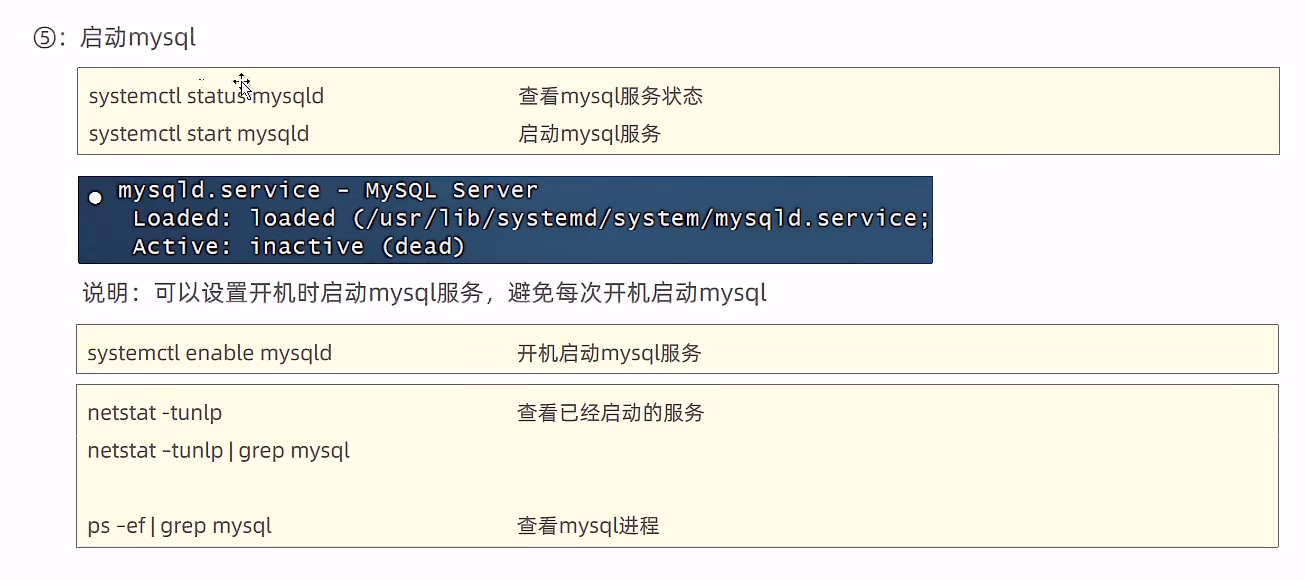 ⑤：启动mysql
systemctl status mysqld 查看mysql服务状态
systemctl start mysqld 启动mysql服务
● mysqld.service - MySQL Server
Loaded: loaded (/usr/lib/systemd/system/mysqld.service;
Active: inactive (dead)
说明：可以设置开机时启动mysql服务，避免每次开机启动mysql
systemctl enable mysqld 开机启动mysql服务
netstat -tunlp 查看已经启动的服务
netstat -tunlp | grep mysql
ps -ef | grep mysql 查看mysql进程